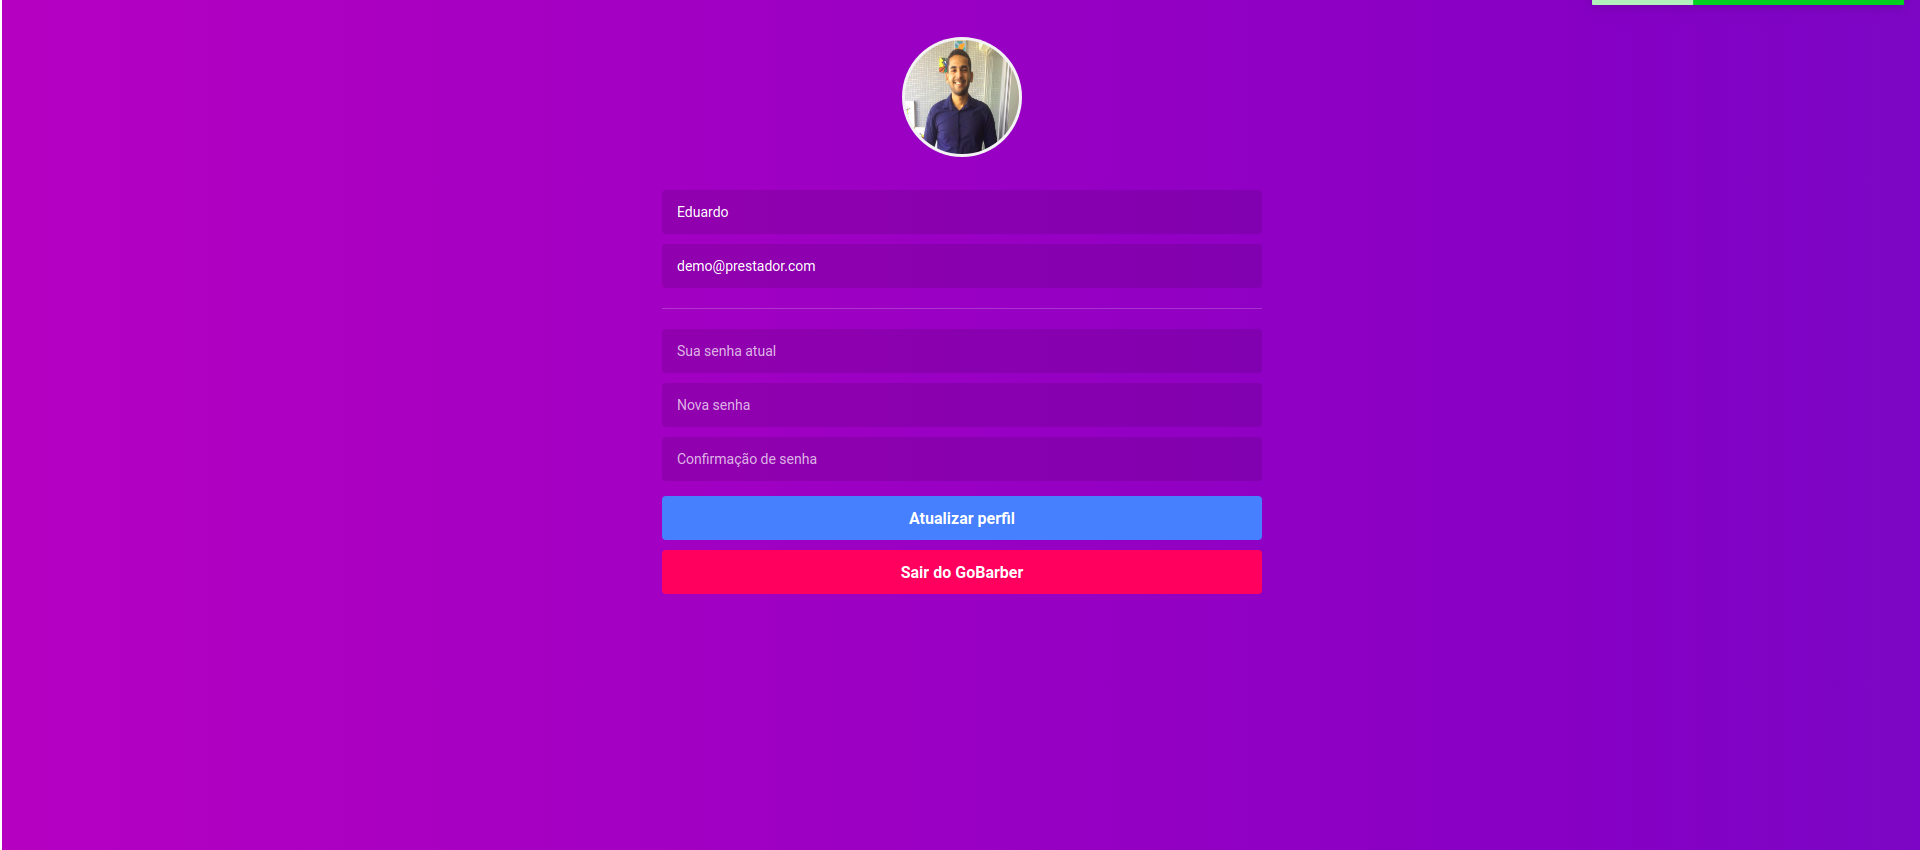 Eduardo
demo@prestador.com
Sua senha atual
Nova senha
Confirmação de senha
Atualizar perfil
Sair do GoBarber